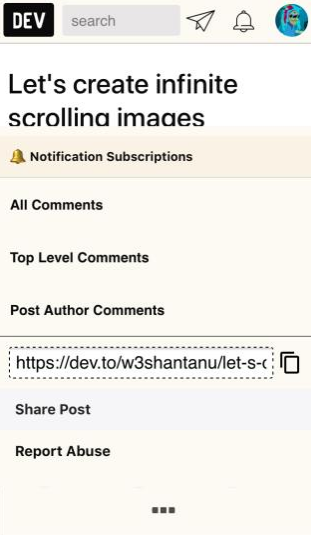 DEV
search
Let's create infinite
scrolling images
Notification Subscriptions
All Comments
Top Level Comments
Post Author Comments
https://dev.to/w3shantanu/let-s-c
Share Post
Report Abuse